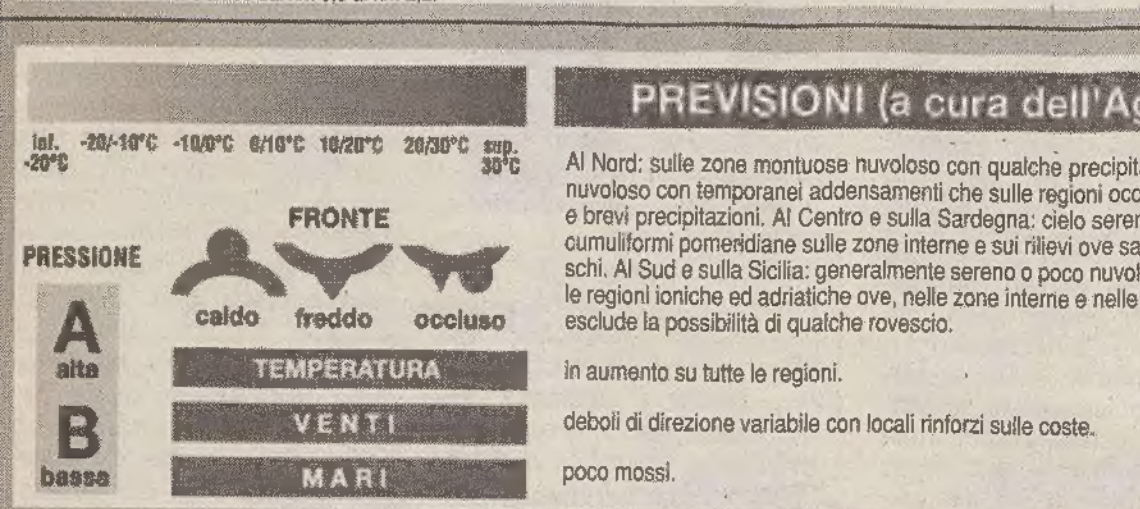 inf. -20/-10°C -10/0°C 0/10°C 10/20°C 20/30°C sup.
-20°C 30°C
FRONTE
PRESSIONE
caldo freddo occluso
A
alta
B
bassa
TEMPERATURA
VENTI
MARI
PREVISIONI (a cura dell'Ag
Al Nord: sulle zone montuose nuvoloso con qualche precipit
nuvoloso con temporanei addensamenti che sulle regioni occ
e brevi precipitazioni. Al Centro e sulla Sardegna: cielo seren
cumuliformi pomeridiane sulle zone interne e sui rilievi ove sa
schi. Al Sud e sulla Sicilia: generalmente sereno o poco nuvol
le regioni ioniche ed adriatiche ove, nelle zone interne e nelle
esclude la possibilità di qualche rovescio.
in aumento su tutte le regioni.
deboli di direzione variabile con locali rinforzi sulle coste.
poco mossi.